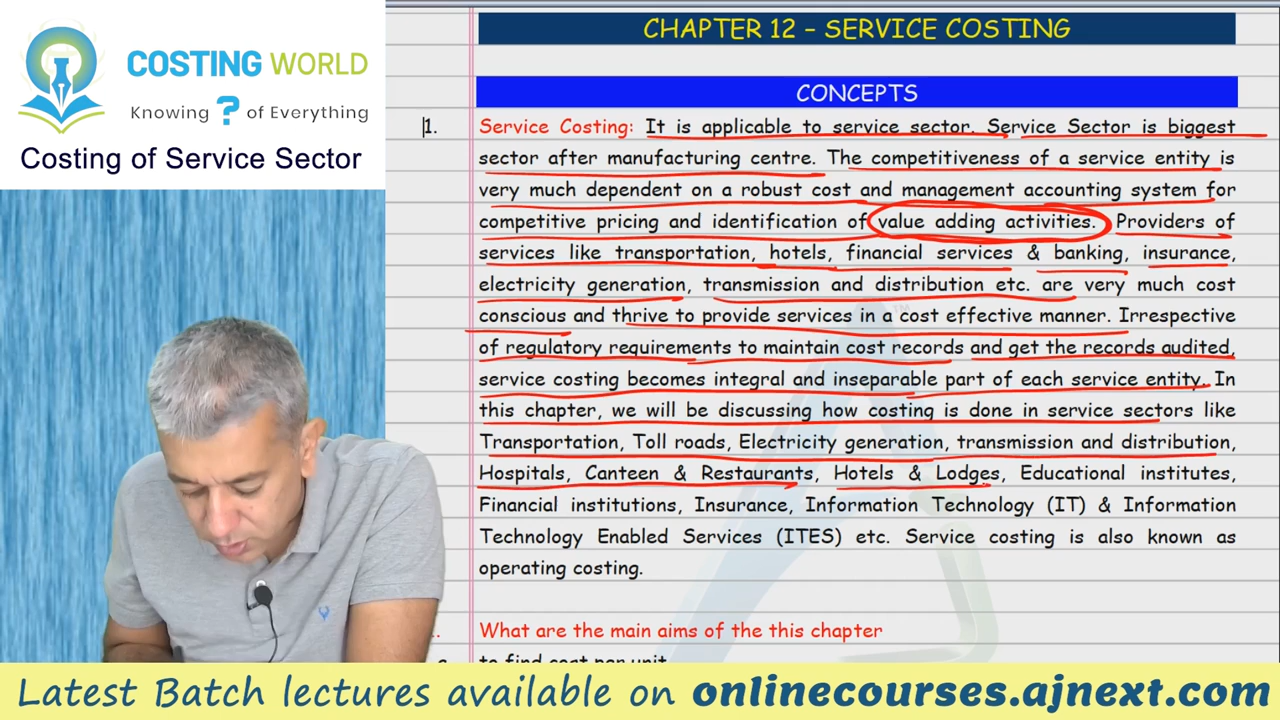 COSTING WORLD
Knowing ? of Everything
Costing of Service Sector
CHAPTER 12 – SERVICE COSTING
CONCEPTS
1. Service Costing: It is applicable to service sector. Service Sector is biggest
sector after manufacturing centre. The competitiveness of a service entity is
very much dependent on a robust cost and management accounting system for
competitive pricing and identification of value adding activities. Providers of
services like transportation, hotels, financial services & banking, insurance,
electricity generation, transmission and distribution etc. are very much cost
conscious and thrive to provide services in a cost effective manner. Irrespective
of regulatory requirements to maintain cost records and get the records audited,
service costing becomes integral and inseparable part of each service entity. In
this chapter, we will be discussing how costing is done in service sectors like
Transportation, Toll roads, Electricity generation, transmission and distribution,
Hospitals, Canteen & Restaurants, Hotels & Lodges, Educational institutes,
Financial institutions, Insurance, Information Technology (IT) & Information
Technology Enabled Services (ITES) etc. Service costing is also known as
operating costing.
What are the main aims of the this chapter
to find cost per unit
Latest Batch lectures available on onlinecourses.ajnext.com